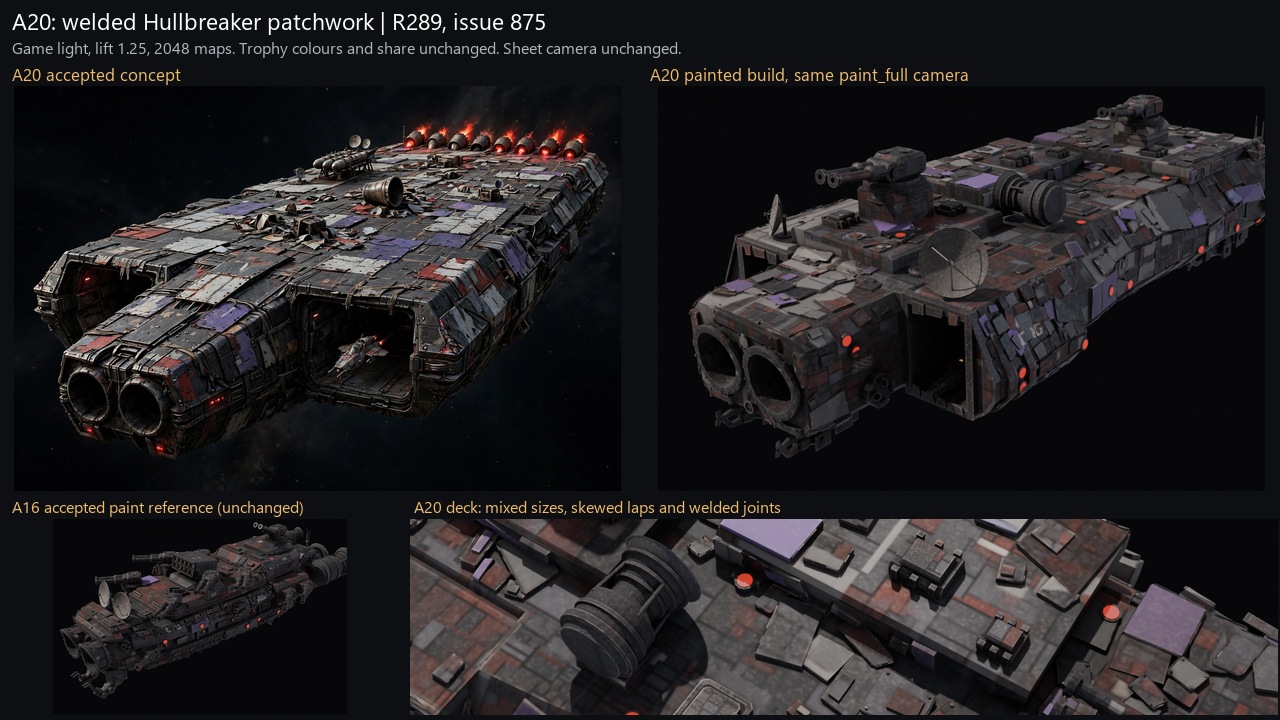 A20: welded Hullbreaker patchwork | R289, issue 875
Game light, lift 1.25, 2048 maps. Trophy colours and share unchanged. Sheet camera unchanged.
A20 accepted concept
A20 painted build, same paint_full camera
A16 accepted paint reference (unchanged)
A20 deck: mixed sizes, skewed laps and welded joints